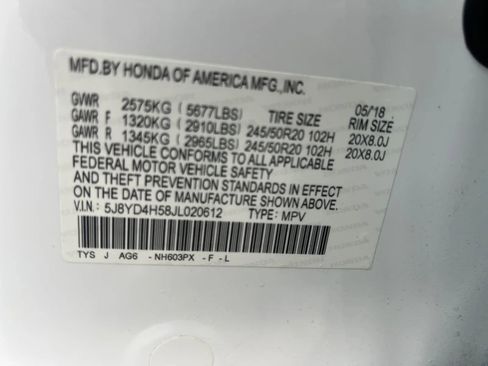 MFD.BY HONDA OF AMERICA MFG.,INC.
05/'18
GVWR 2575KG (5677LBS) TIRE SIZE RIM SIZE
GAWR F 1320KG (2910LBS) 245/50R20 102H 20X8.0J
GAWR R 1345KG (2965LBS) 245/50R20 102H 20X8.0J
THIS VEHICLE CONFORMS TO ALL APPLICABLE
FEDERAL MOTOR VEHICLE SAFETY
AND THEFT PREVENTION STANDARDS IN EFFECT
ON THE DATE OF MANUFACTURE SHOWN ABOVE.
V.I.N.: 5J8YD4H58JL020612 TYPE: MPV
TYS J AG6 - NH603PX - F - L